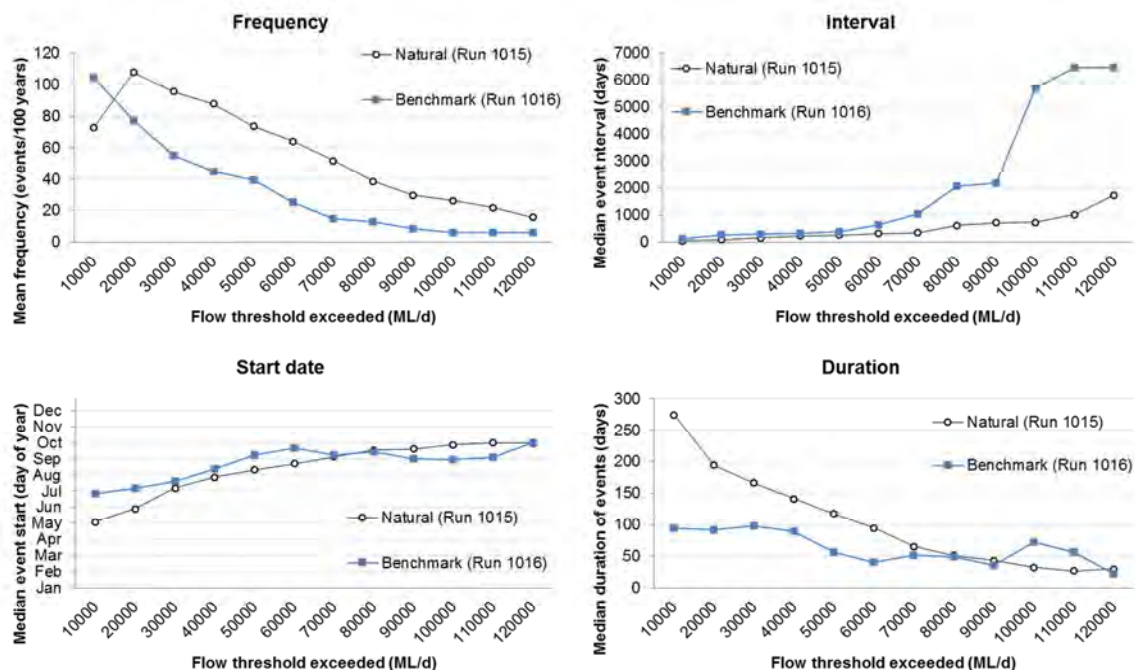 Frequency
Mean frequency (events/100 years)
120
100
80
60
40
20
0
Natural (Run 1015)
Benchmark (Run 1016)
10000
20000
30000
40000
50000
60000
70000
80000
90000
100000
110000
120000
Flow threshold exceeded (ML/d)
Interval
Median event nterval (days)
7000
6000
5000
4000
3000
2000
1000
0
Natural (Run 1015)
Benchmark (Run 1016)
10000
20000
30000
40000
50000
60000
70000
80000
90000
100000
110000
120000
Flow threshold exceeded (ML/d)
Start date
Median event start (day of year)
Dec
Nov
Oct
Sep
Aug
Jul
Jun
May
Apr
Mar
Feb
Jan
Natural (Run 1015)
Benchmark (Run 1016)
10000
20000
30000
40000
50000
60000
70000
80000
90000
100000
110000
120000
Flow threshold exceeded (ML/d)
Duration
Median duration of events (days)
300
250
200
150
100
50
0
Natural (Run 1015)
Benchmark (Run 1016)
10000
20000
30000
40000
50000
60000
70000
80000
90000
100000
110000
120000
Flow threshold exceeded (ML/d)